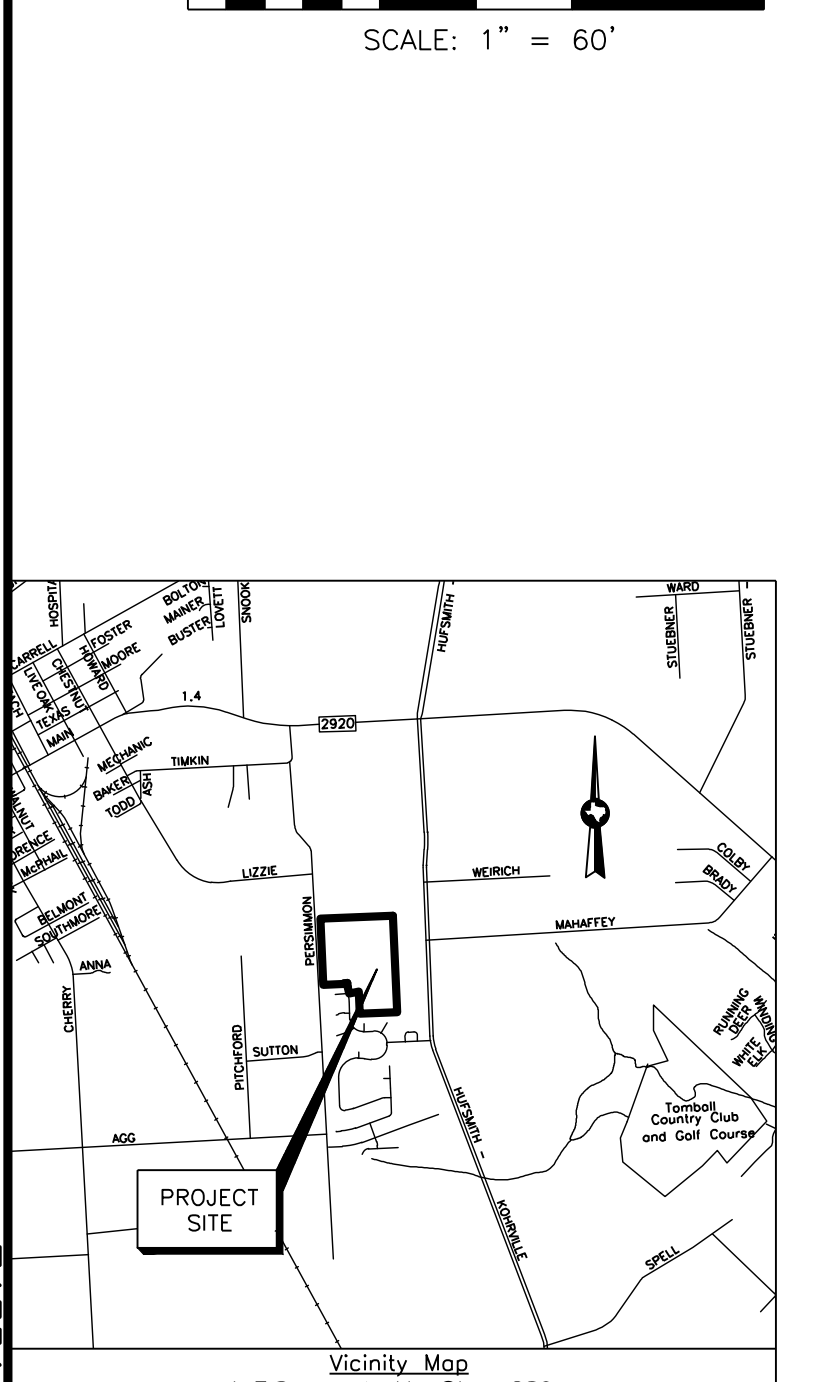 SCALE: 1" = 60'
WARD
BOLTON
MAINER
LOVETT
SNOOK
HUFSMITH -
STUEBNER
STUEBNER -
BUSTER
FOSTER
CARRELL
MOORE
HOWARD
CHESTNUT
LIVE OAK
TEXAS
MAIN
1.4
2920
MECHANIC
TIMKIN
BAKER
ASH
TODD
McPHAIL
LIZZIE
WEIRICH
COLBY
BRADY
MAHAFFEY
BELMONT
SOUTHMORE
PERSIMMON
ANNA
CHERRY
PITCHFORD
SUTTON
RUNNING
DEER
WINDING
WHITE
ELK
Tomball
Country Club
and Golf Course
HUFSMITH -
AGG
PROJECT
SITE
KOHRVILLE
SPELL
Vicinity Map